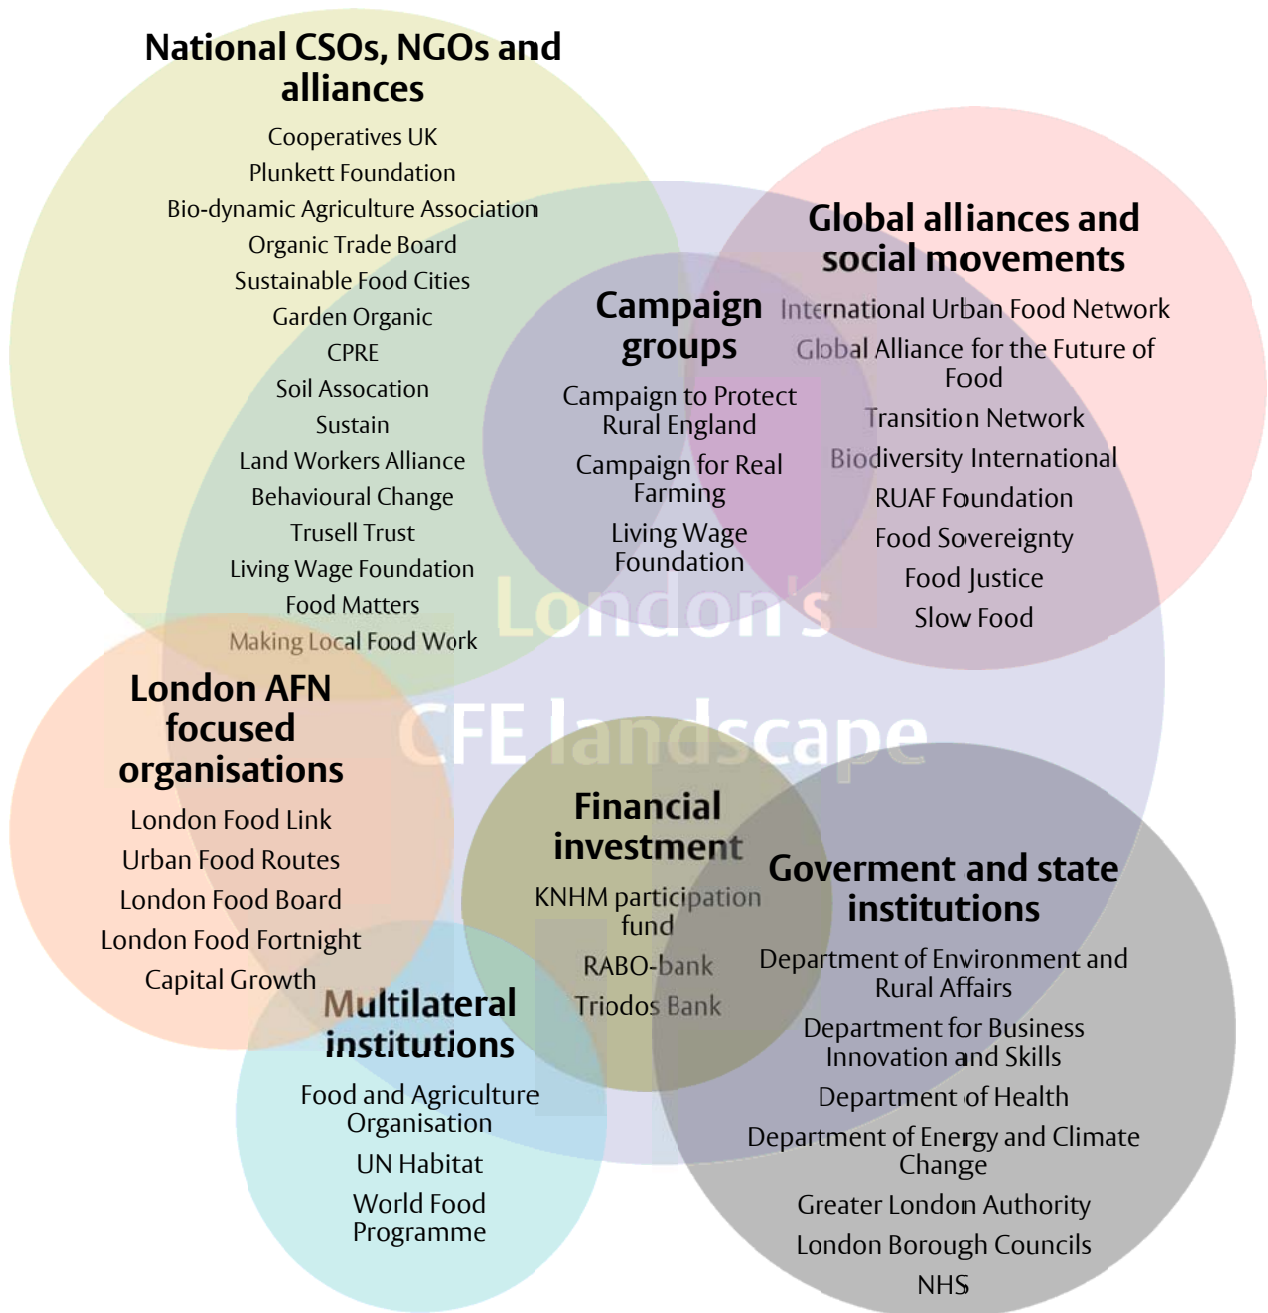 National CSOs, NGOs and
alliances
Cooperatives UK
Plunkett Foundation
Bio-dynamic Agriculture Association
Organic Trade Board
Sustainable Food Cities
Garden Organic
CPRE
Soil Assocation
Sustain
Land Workers Alliance
Behavioural Change
Trusell Trust
Living Wage Foundation
Food Matters
Making Local Food Work
Global alliances and
social movements
International Urban Food Network
Global Alliance for the Future of
Food
Transition Network
Biodiversity International
RUAF Foundation
Food Sovereignty
Food Justice
Slow Food
Campaign
groups
Campaign to Protect
Rural England
Campaign for Real
Farming
Living Wage
Foundation
London's
CFE landscape
London AFN
focused
organisations
London Food Link
Urban Food Routes
London Food Board
London Food Fortnight
Capital Growth
Financial
investment
KNHM participation
fund
RABO-bank
Triodos Bank
Goverment and state
institutions
Department of Environment and
Rural Affairs
Department for Business
Innovation and Skills
Department of Health
Department of Energy and Climate
Change
Greater London Authority
London Borough Councils
NHS
Multilateral
institutions
Food and Agriculture
Organisation
UN Habitat
World Food
Programme